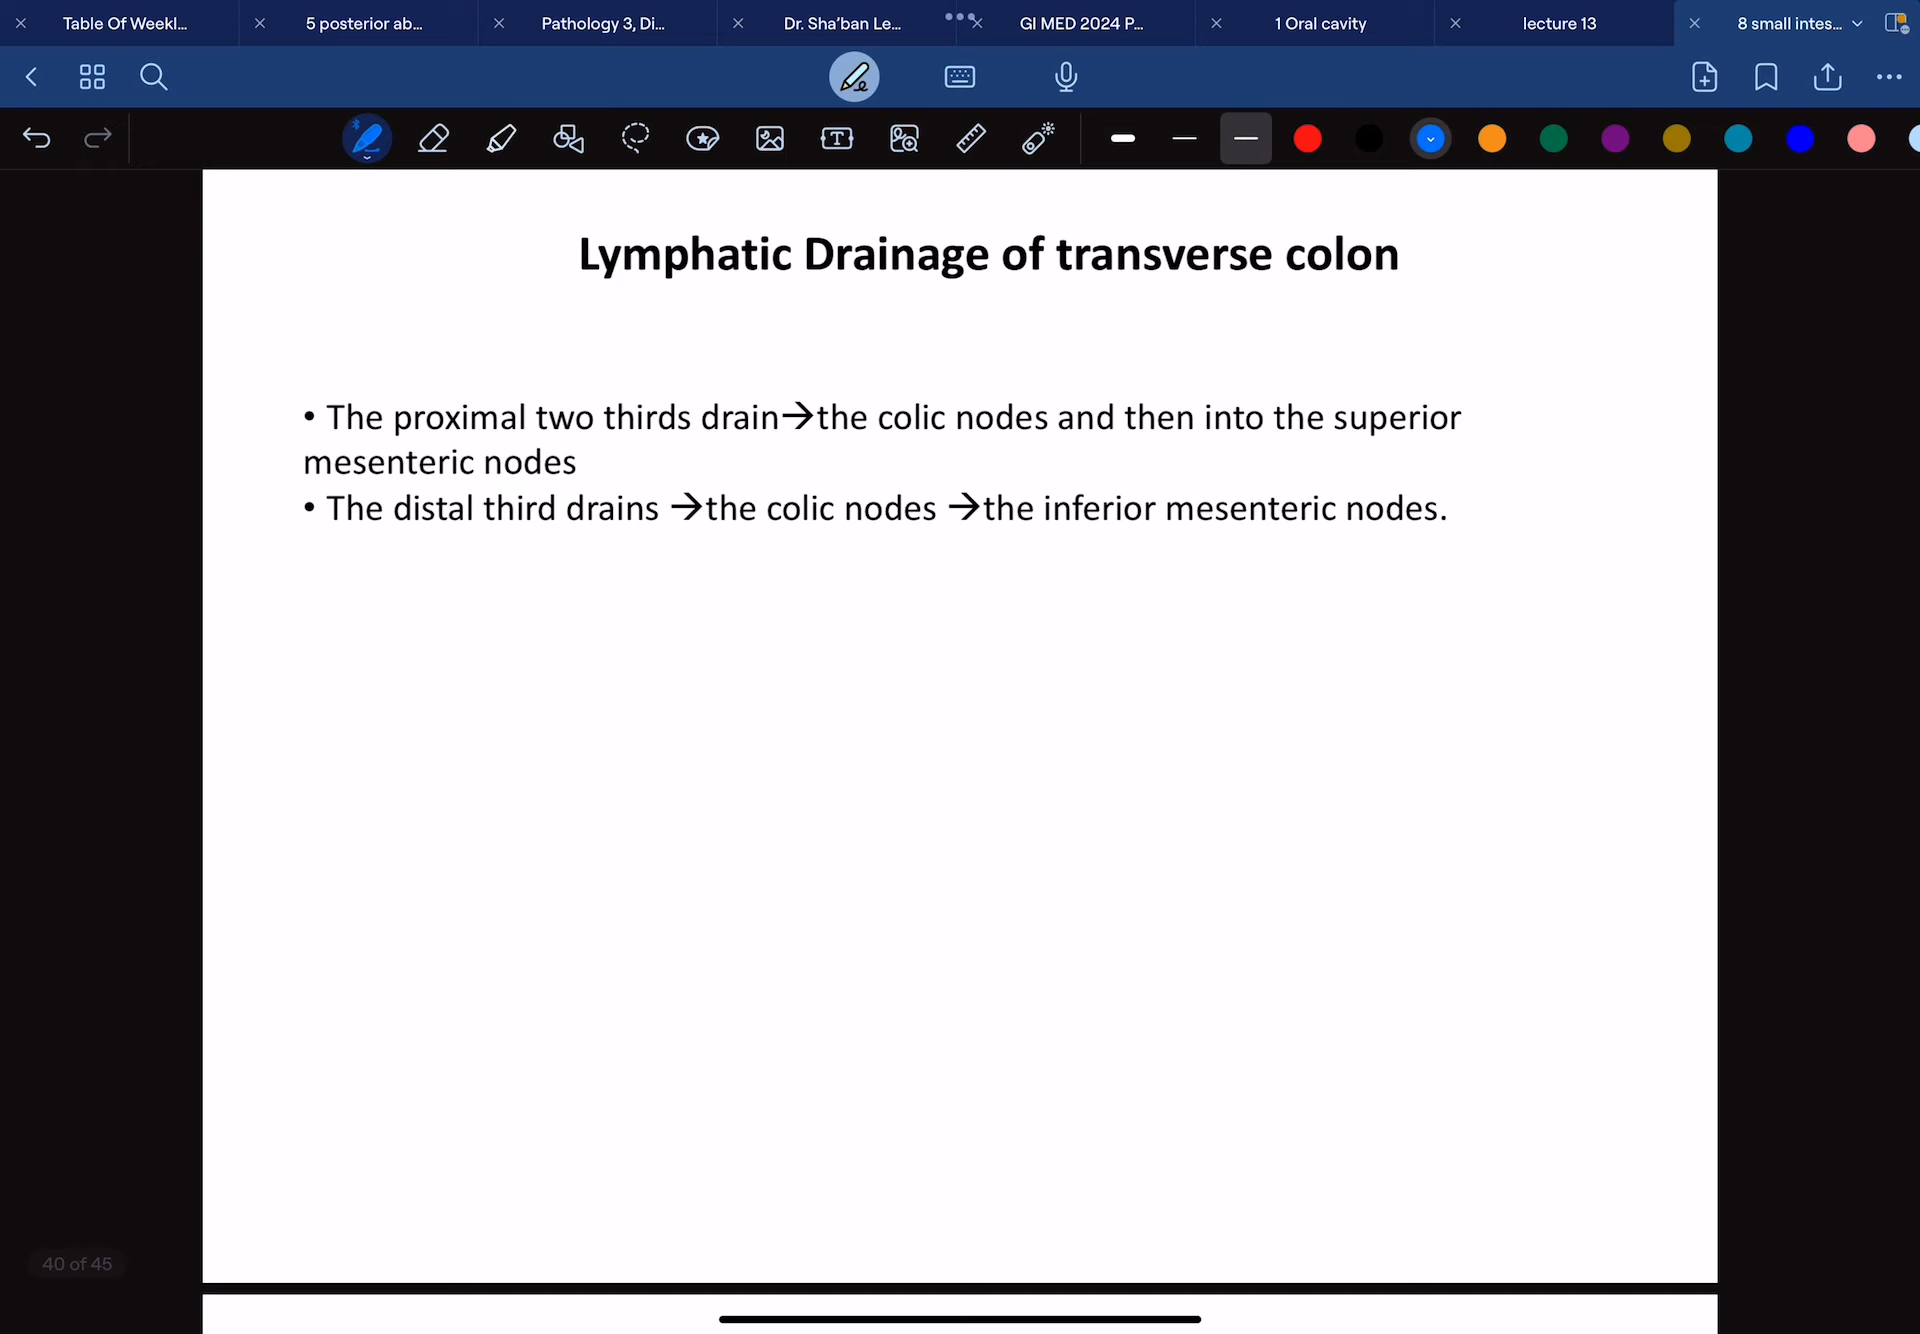 Table Of Weekl...
5 posterior ab...
Pathology 3, Di...
Dr. Sha'ban Le...
GI MED 2024 P...
1 Oral cavity
lecture 13
8 small intes...
Lymphatic Drainage of transverse colon
• The proximal two thirds drain→the colic nodes and then into the superior
mesenteric nodes
• The distal third drains →the colic nodes →the inferior mesenteric nodes.
40 of 45